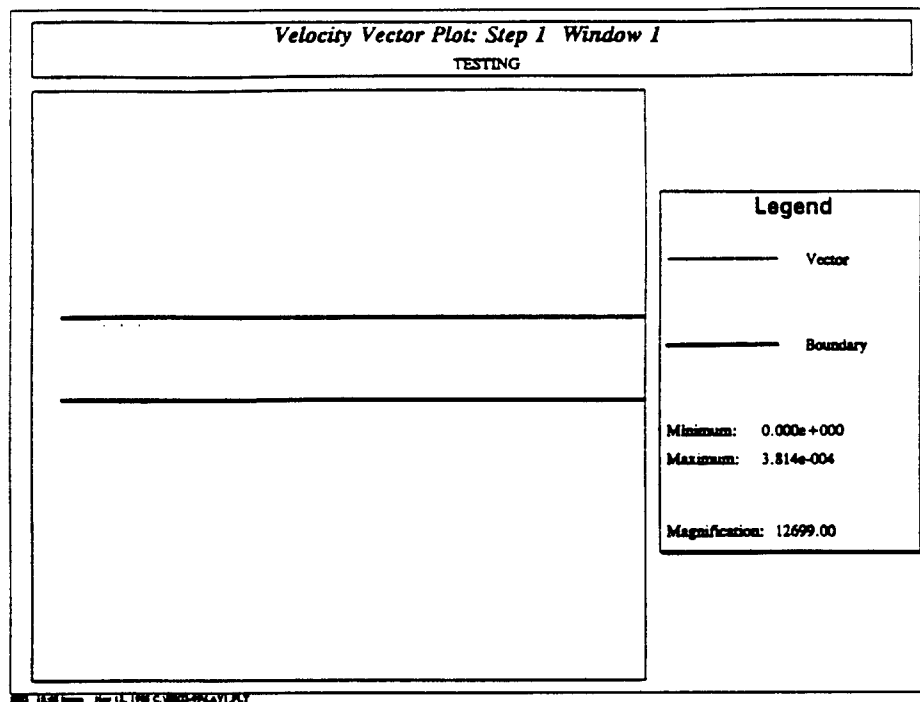 Velocity Vector Plot: Step 1 Window 1
TESTING
Legend
Vector
Boundary
Minimum: 0.000e+000
Maximum: 3.814e-004
Magnification: 12699.00